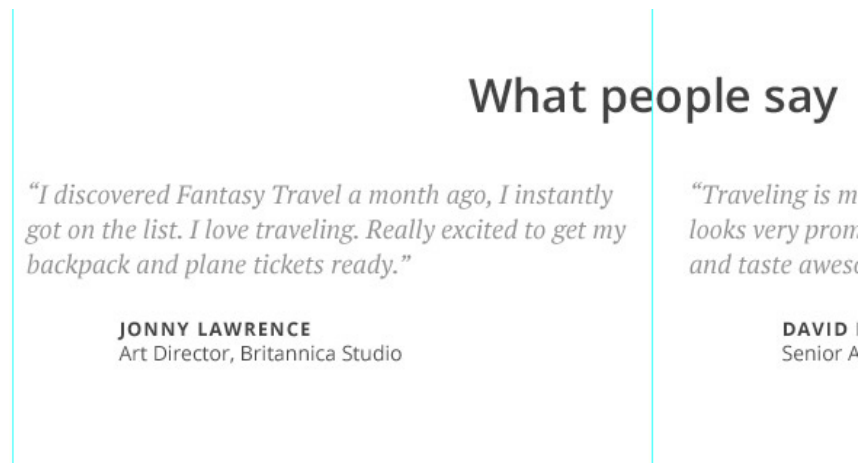 What people say
“I discovered Fantasy Travel a month ago, I instantly
got on the list. I love traveling. Really excited to get my
backpack and plane tickets ready.”
JONNY LAWRENCE
Art Director, Britannica Studio
“Traveling is
looks very
and taste
DAVID
Senior